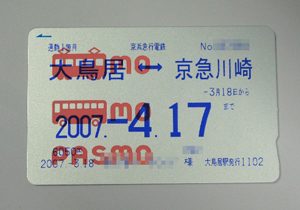 通勤1箇月 京浜急行電鉄 No
大鳥居 ↔ 京急川崎
-3月18日から
2007.-4.17 まで
PASMO
2007.-3.18 様 大鳥居駅発行1102